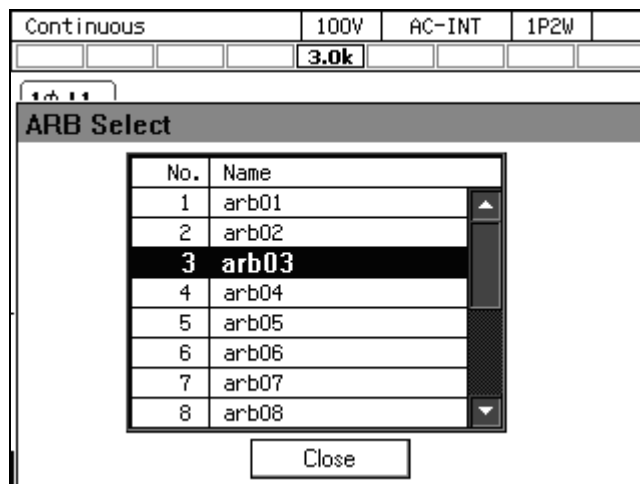 Continuous 100V AC-INT 1P2W
3.0k
ARB Select
No. Name
1 arb01
2 arb02
3 arb03
4 arb04
5 arb05
6 arb06
7 arb07
8 arb08
Close